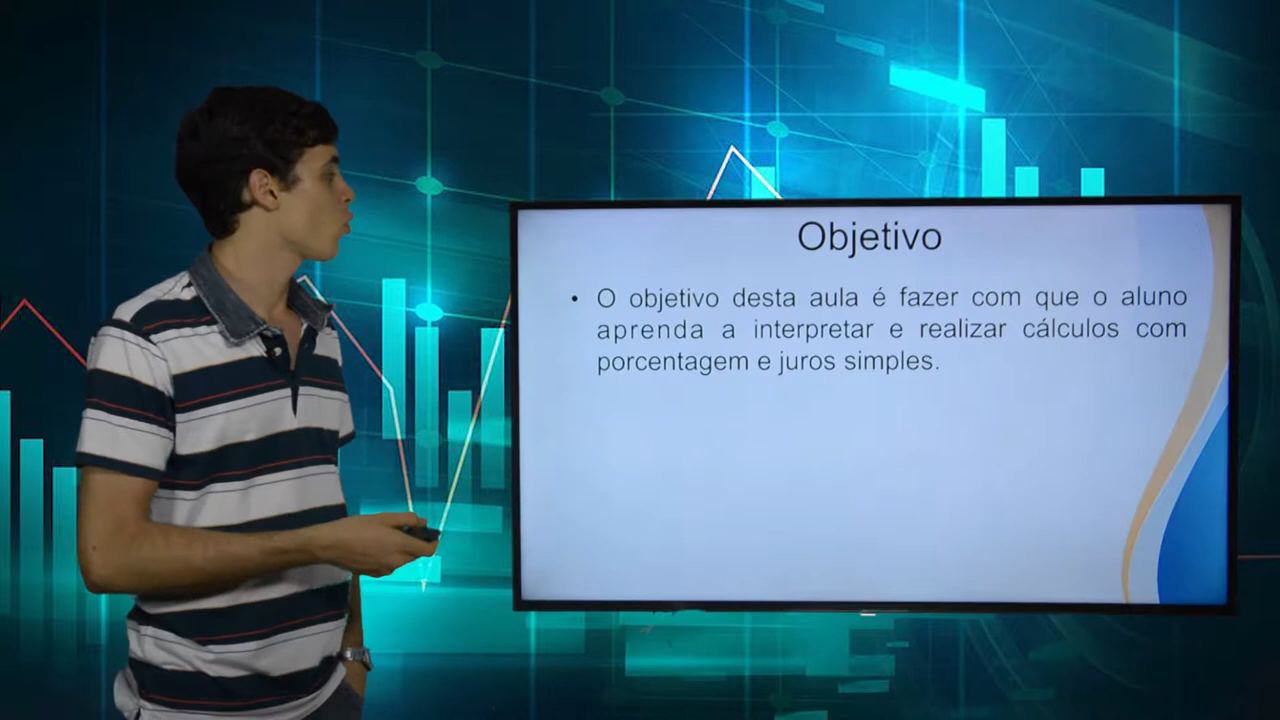 Objetivo
• O objetivo desta aula é fazer com que o aluno
aprenda a interpretar e realizar cálculos com
porcentagem e juros simples.